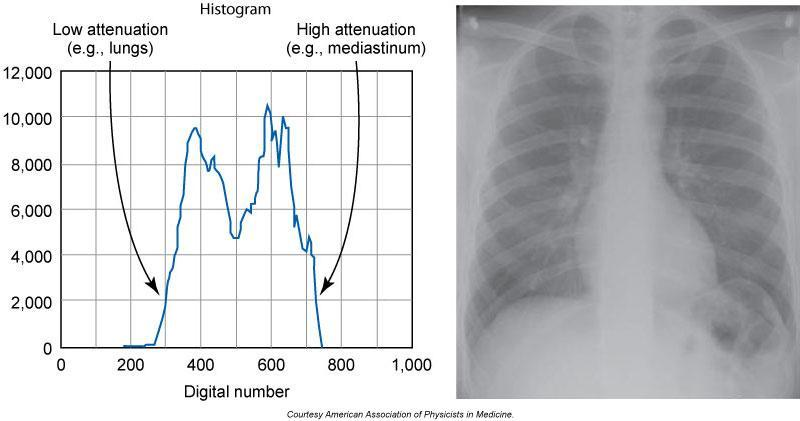 Histogram
Low attenuation
(e.g., lungs)
High attenuation
(e.g., mediastinum)
12,000
10,000
8,000
6,000
4,000
2,000
0
0 200 400 600 800 1,000
Digital number
Courtesy American Association of Physicists in Medicine.